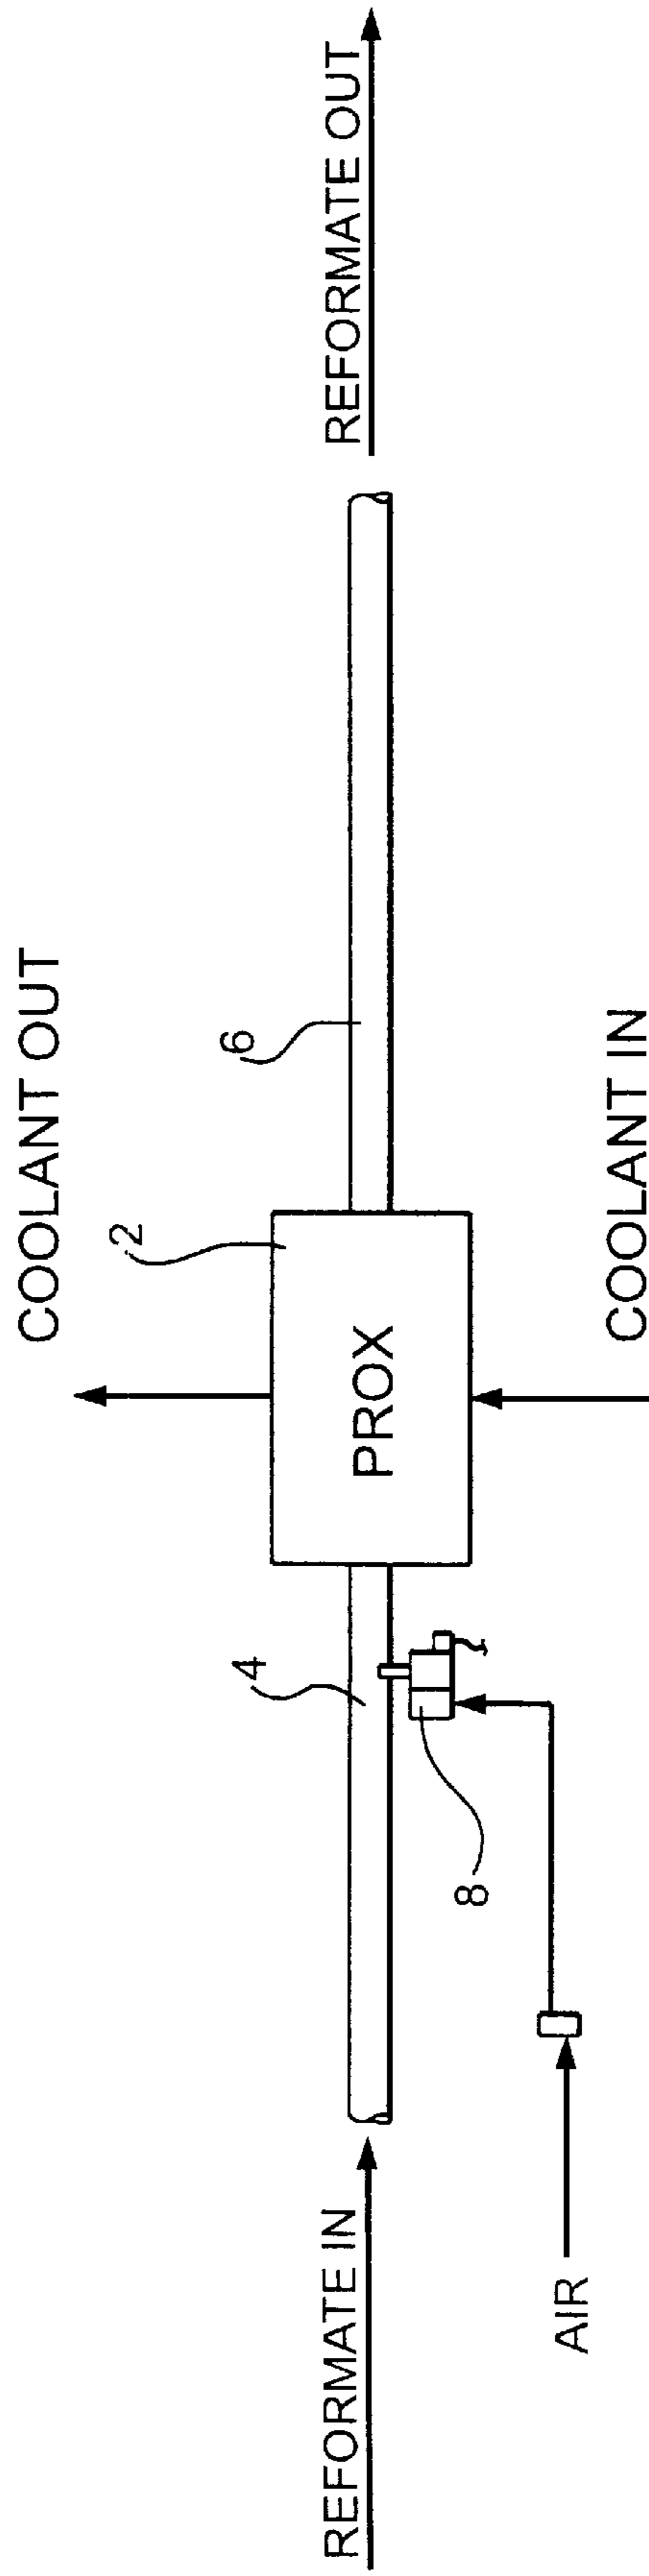 COOLANT OUT
REFORMATE IN
4
PROX
2
6
REFORMATE OUT
8
AIR
COOLANT IN